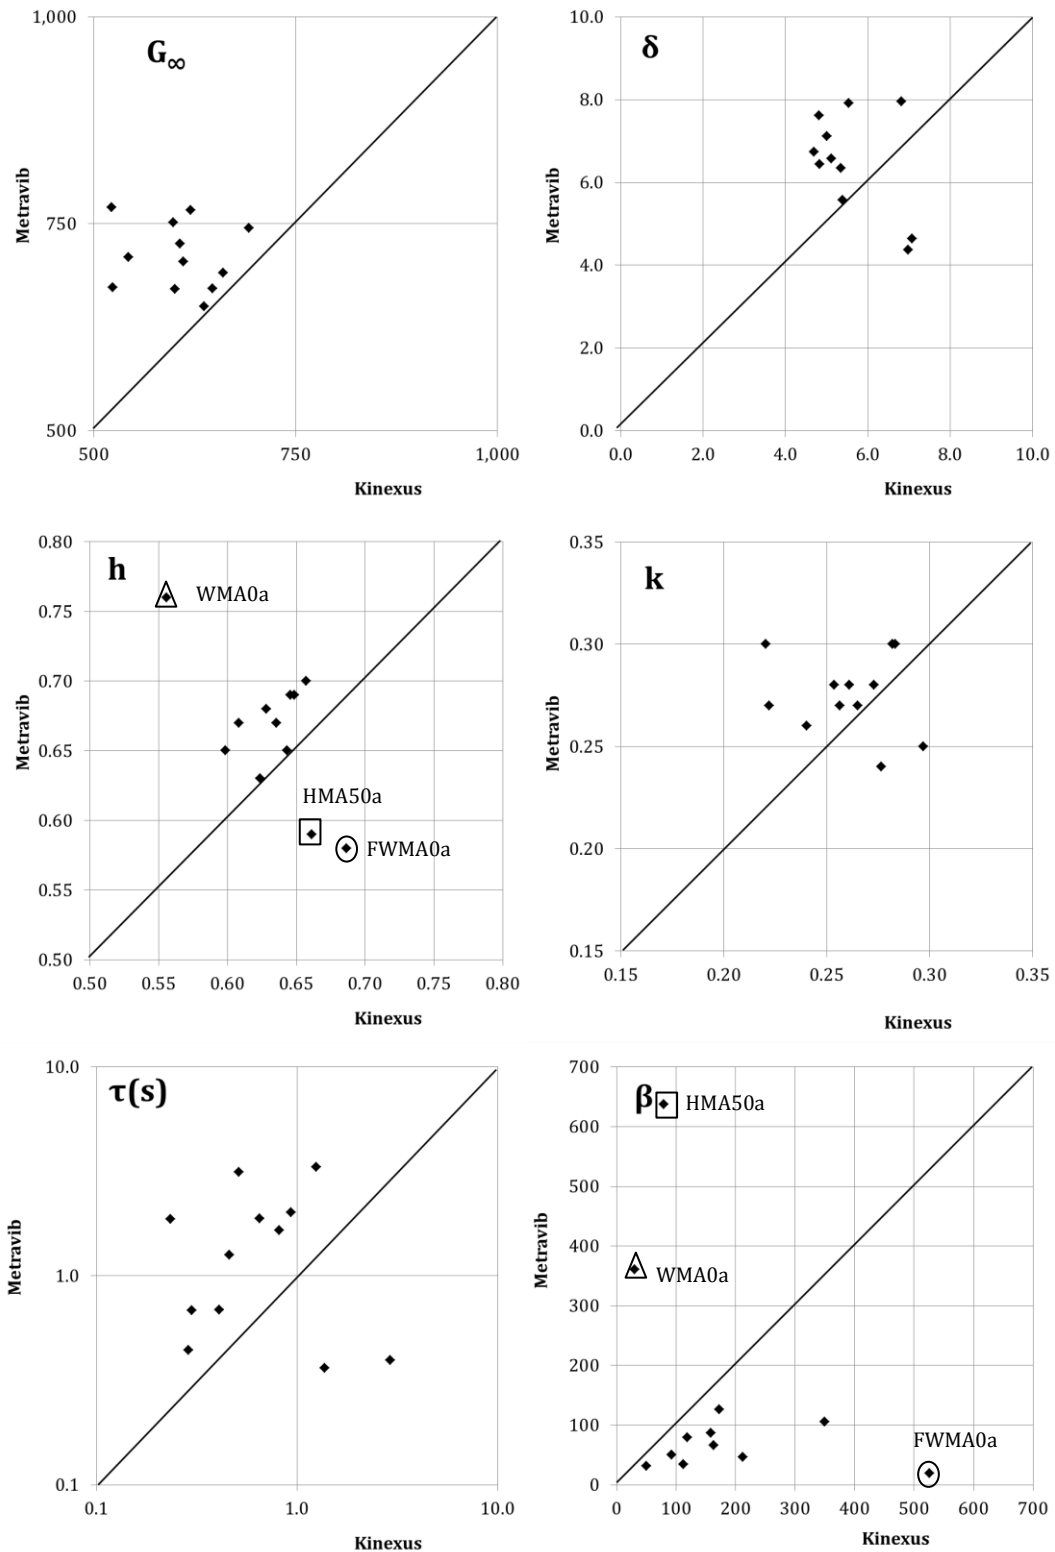 G∞
1,000
750
500
500 750 1,000
Metravib
Kinexus
δ
10.0
8.0
6.0
4.0
2.0
0.0
0.0 2.0 4.0 6.0 8.0 10.0
Metravib
Kinexus
h
0.80
0.75
0.70
0.65
0.60
0.55
0.50
0.50 0.55 0.60 0.65 0.70 0.75 0.80
WMA0a
HMA50a
FWMA0a
Metravib
Kinexus
k
0.35
0.30
0.25
0.20
0.15
0.15 0.20 0.25 0.30 0.35
Metravib
Kinexus
τ(s)
10.0
1.0
0.1
0.1 1.0 10.0
Metravib
Kinexus
β
700
600
500
400
300
200
100
0
0 100 200 300 400 500 600 700
HMA50a
WMA0a
FWMA0a
Metravib
Kinexus